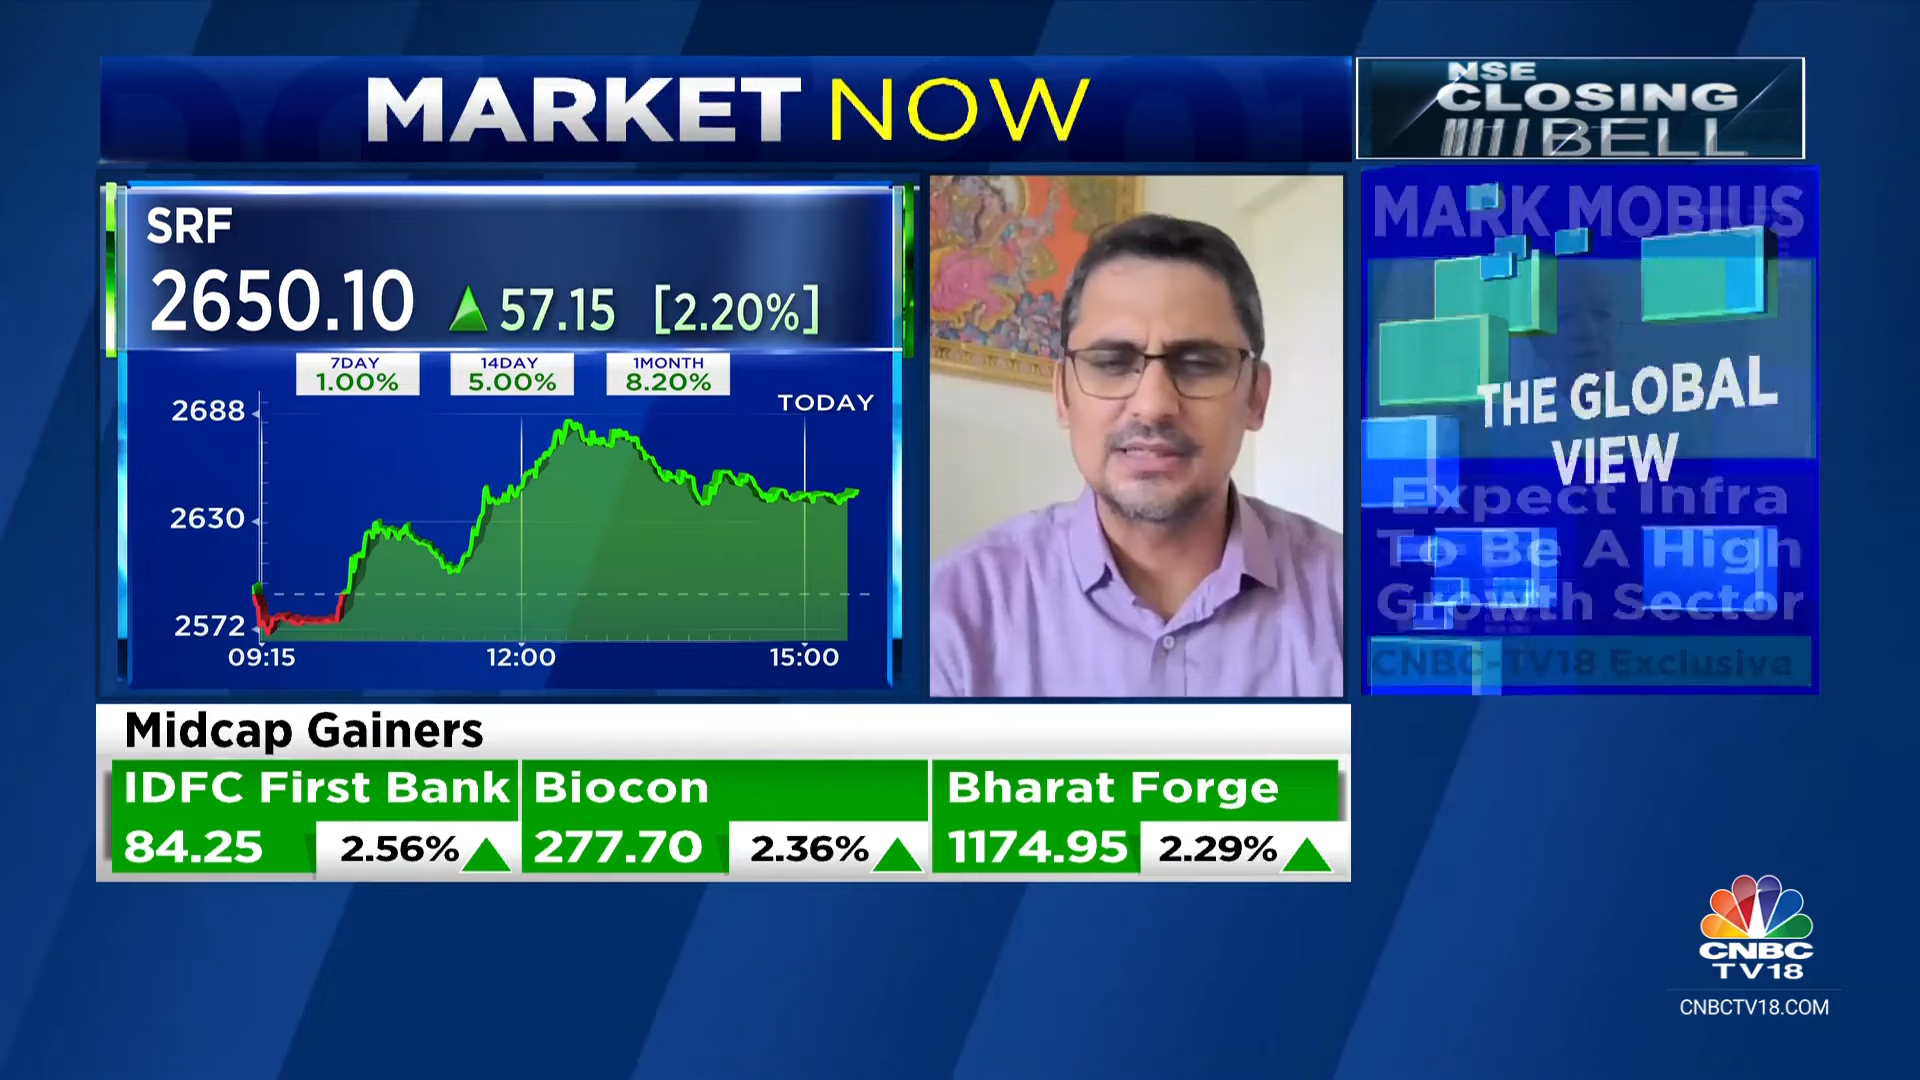 MARKET NOW
NSE
CLOSING
BELL
SRF
2650.10 ▲ 57.15 [2.20%]
7DAY 14DAY 1MONTH
1.00% 5.00% 8.20%
TODAY
2688
2630
2572
09:15 12:00 15:00
MARK MOBIUS
THE GLOBAL
VIEW
Expect Infra
To Be A High
Growth Sector
CNBC-TV18 Exclusive
Midcap Gainers
IDFC First Bank Biocon Bharat Forge
84.25 2.56% ▲ 277.70 2.36% ▲ 1174.95 2.29% ▲
CNBC
TV18
CNBCTV18.COM